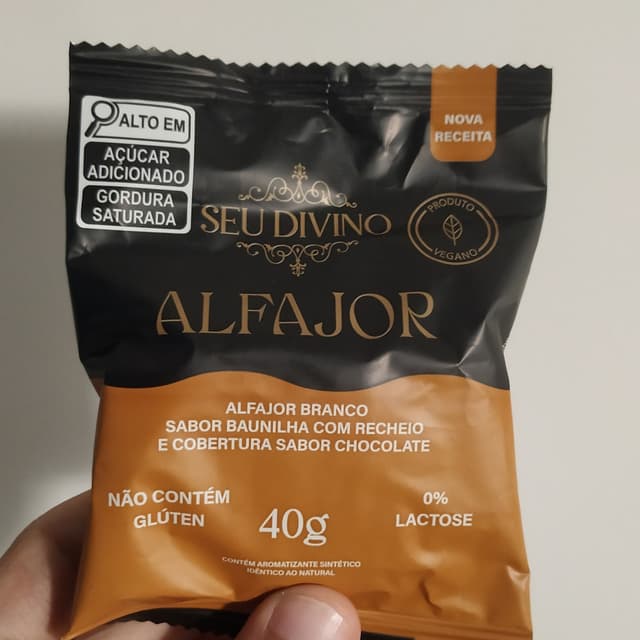 ALTO EM
AÇÚCAR
ADICIONADO
GORDURA
SATURADA
NOVA
RECEITA
SEU DIVINO
PRODUTO
VEGANO
ALFAJOR
ALFAJOR BRANCO
SABOR BAUNILHA COM RECHEIO
E COBERTURA SABOR CHOCOLATE
NÃO CONTÉM
GLÚTEN
40g
0%
LACTOSE
CONTÉM AROMATIZANTE SINTÉTICO
IDÊNTICO AO NATURAL